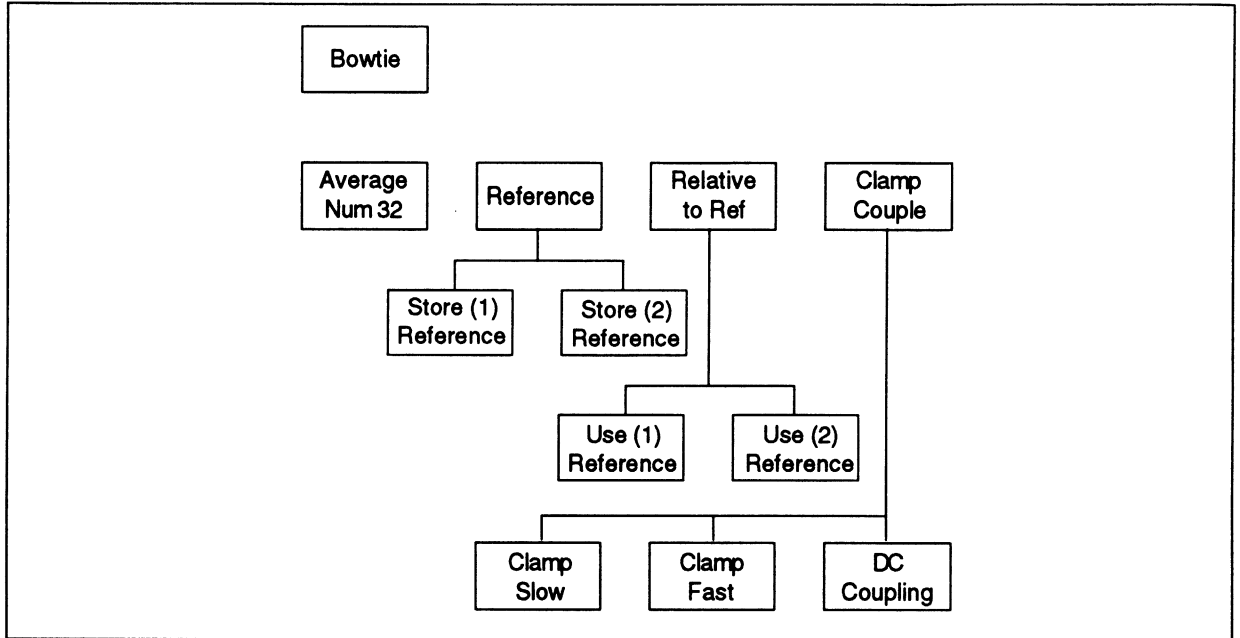 Bowtie
Average
Num 32
Reference
Relative
to Ref
Clamp
Couple
Store (1)
Reference
Store (2)
Reference
Use (1)
Reference
Use (2)
Reference
Clamp
Slow
Clamp
Fast
DC
Coupling